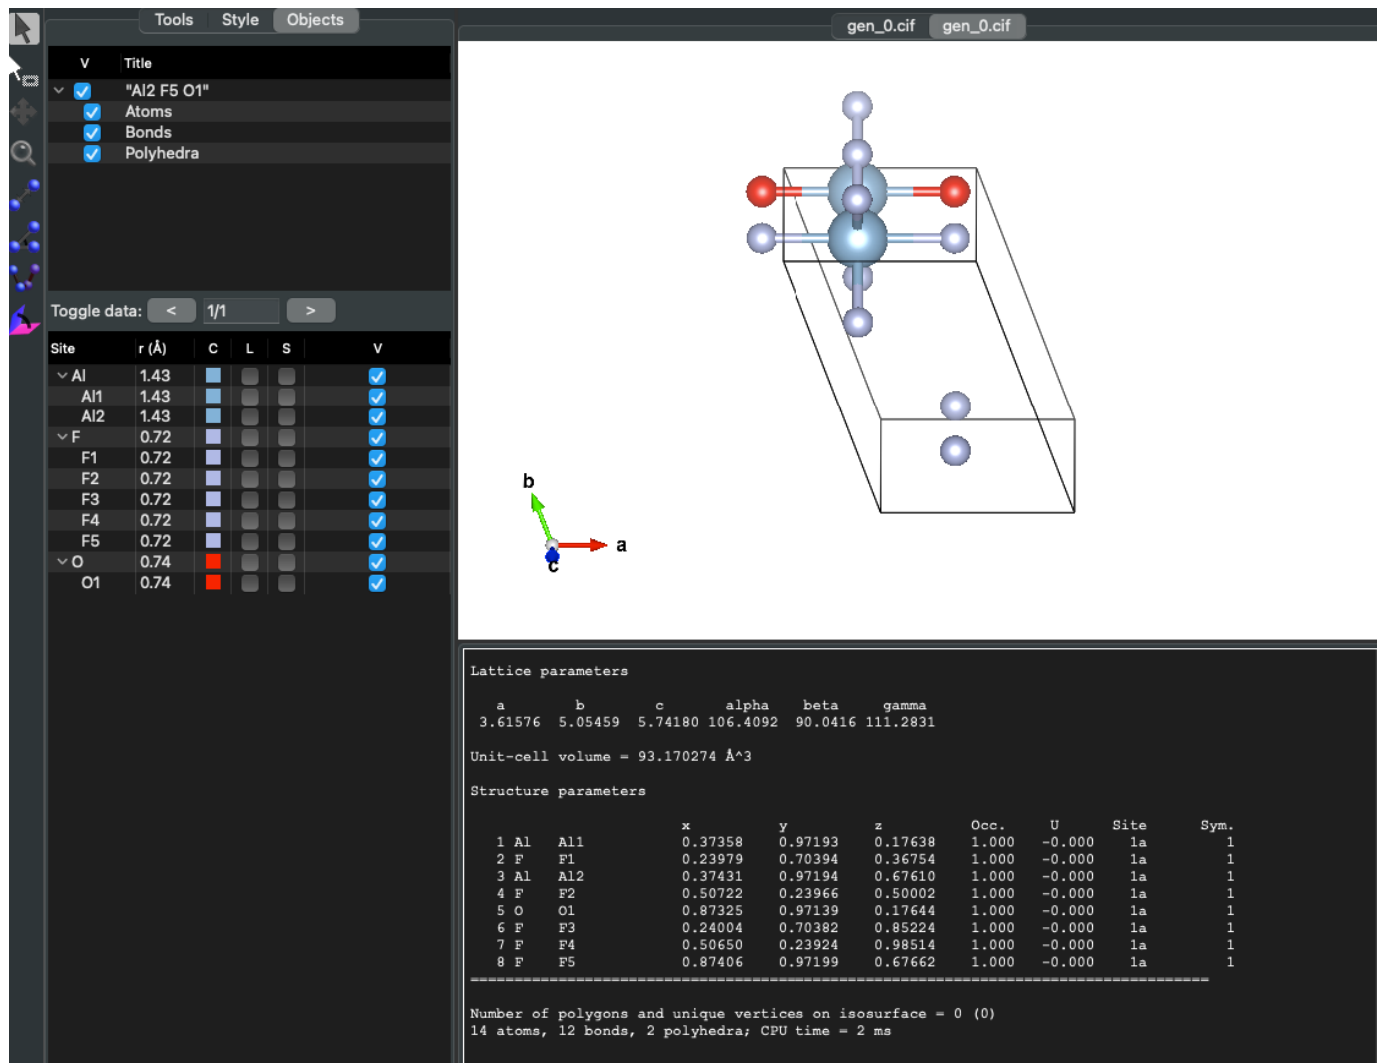 Tools Style Objects
gen_0.cif gen_0.cif
V Title
"Al2 F5 O1"
Atoms
Bonds
Polyhedra
Toggle data: < 1/1 >
Site r (Å) C L S V
Al 1.43
Al1 1.43
Al2 1.43
F 0.72
F1 0.72
F2 0.72
F3 0.72
F4 0.72
F5 0.72
O 0.74
O1 0.74
b
a
c
Lattice parameters
a b c alpha beta gamma
3.61576 5.05459 5.74180 106.4092 90.0416 111.2831
Unit-cell volume = 93.170274 Å^3
Structure parameters
x y z Occ. U Site Sym.
1 Al Al1 0.37358 0.97193 0.17638 1.000 -0.000 1a 1
2 F F1 0.23979 0.70394 0.36754 1.000 -0.000 1a 1
3 Al Al2 0.37431 0.97194 0.67610 1.000 -0.000 1a 1
4 F F2 0.50722 0.23966 0.50002 1.000 -0.000 1a 1
5 O O1 0.87325 0.97139 0.17644 1.000 -0.000 1a 1
6 F F3 0.24004 0.70382 0.85224 1.000 -0.000 1a 1
7 F F4 0.50650 0.23924 0.98514 1.000 -0.000 1a 1
8 F F5 0.87406 0.97199 0.67662 1.000 -0.000 1a 1
Number of polygons and unique vertices on isosurface = 0 (0)
14 atoms, 12 bonds, 2 polyhedra; CPU time = 2 ms